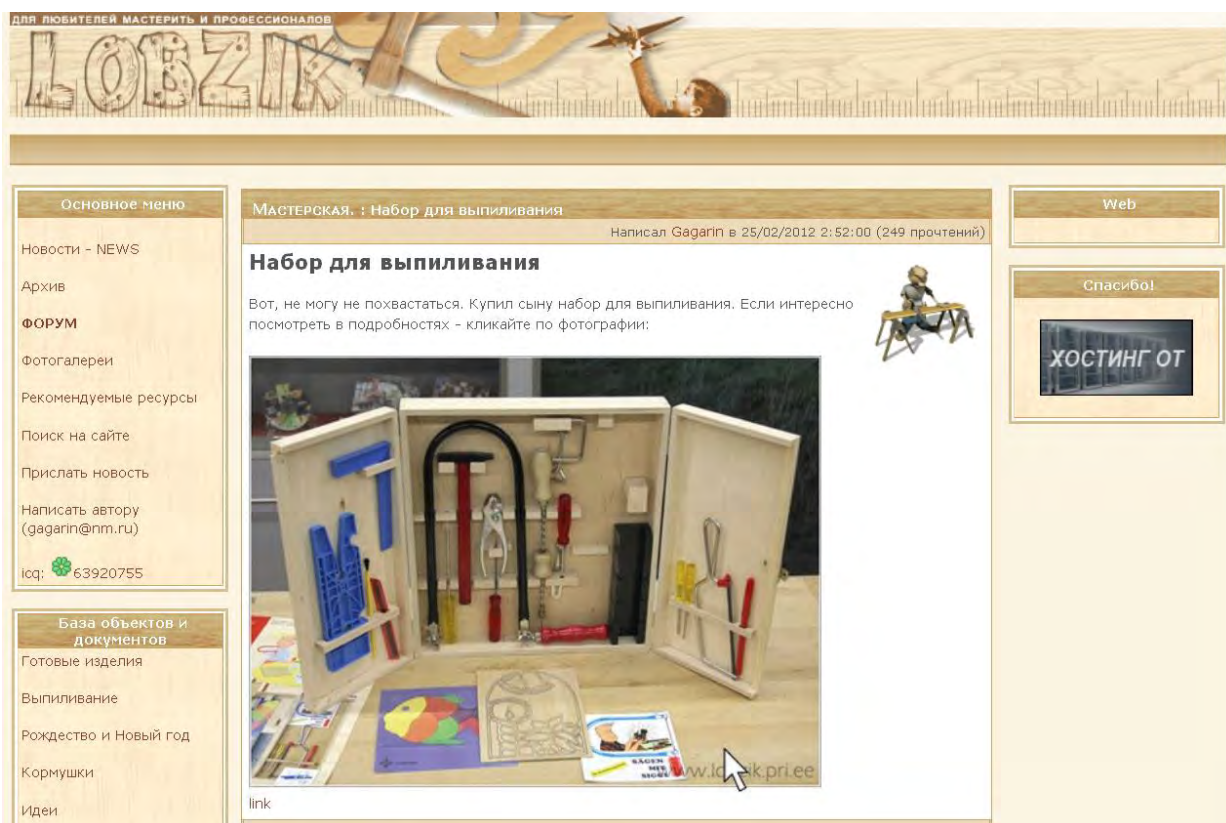 ДЛЯ ЛЮБИТЕЛЕЙ МАСТЕРИТЬ И ПРОФЕССИОНАЛОВ
LOBZIK
Основное меню
Новости - NEWS
Архив
ФОРУМ
Фотогалереи
Рекомендуемые ресурсы
Поиск на сайте
Прислать новость
Написать автору
(gagarin@nm.ru)
icq: 63920755
База объектов и
документов
Готовые изделия
Выпиливание
Рождество и Новый год
Кормушки
Идеи
Мастерская. : Набор для выпиливания
Написал Gagarin в 25/02/2012 2:52:00 (249 прочтений)
Набор для выпиливания
Вот, не могу не похвастаться. Купил сыну набор для выпиливания. Если интересно
посмотреть в подробностях - кликайте по фотографии:
SÄGEN
MIR
link
Web
Спасибо!
ХОСТИНГ ОТ